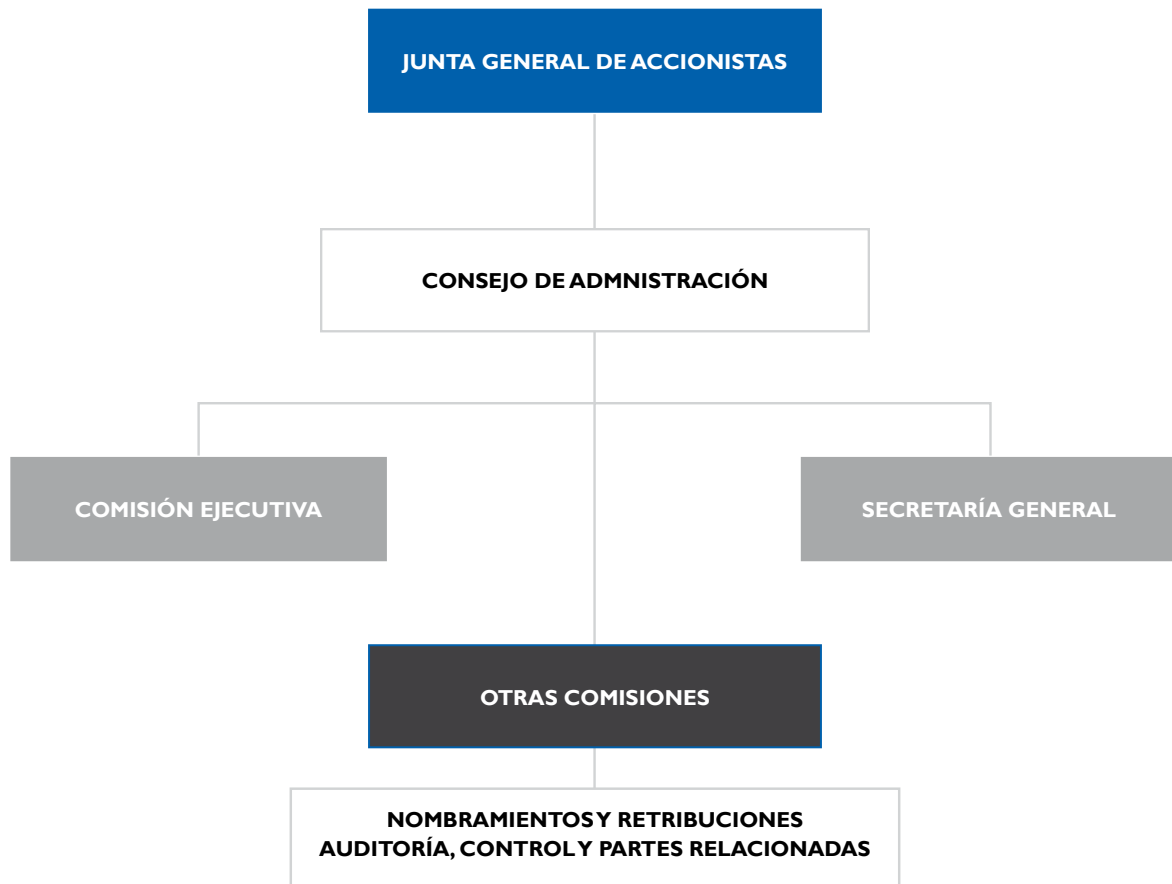 JUNTA GENERAL DE ACCIONISTAS
CONSEJO DE ADMNISTRACIÓN
COMISIÓN EJECUTIVA
SECRETARÍA GENERAL
OTRAS COMISIONES
NOMBRAMIENTOS Y RETRIBUCIONES
AUDITORÍA, CONTROL Y PARTES RELACIONADAS